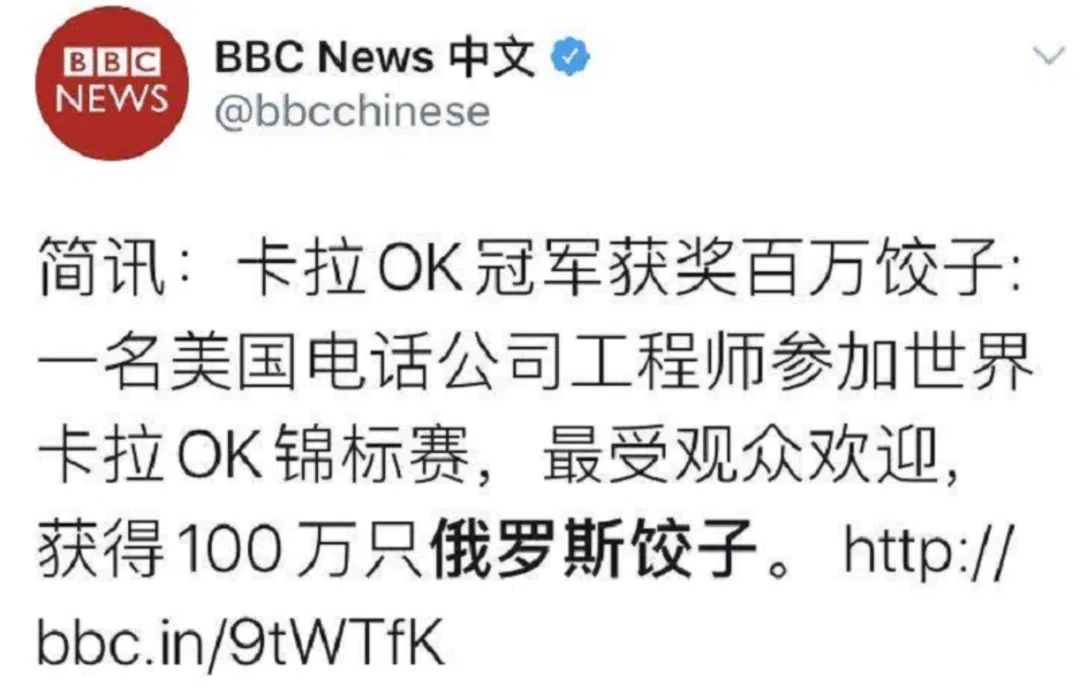 BBC
NEWS
BBC News 中文
@bbcchinese
简讯：卡拉OK冠军获奖百万饺子:
一名美国电话公司工程师参加世界
卡拉OK锦标赛，最受观众欢迎，
获得100万只俄罗斯饺子。 http://
bbc.in/9tWTfK